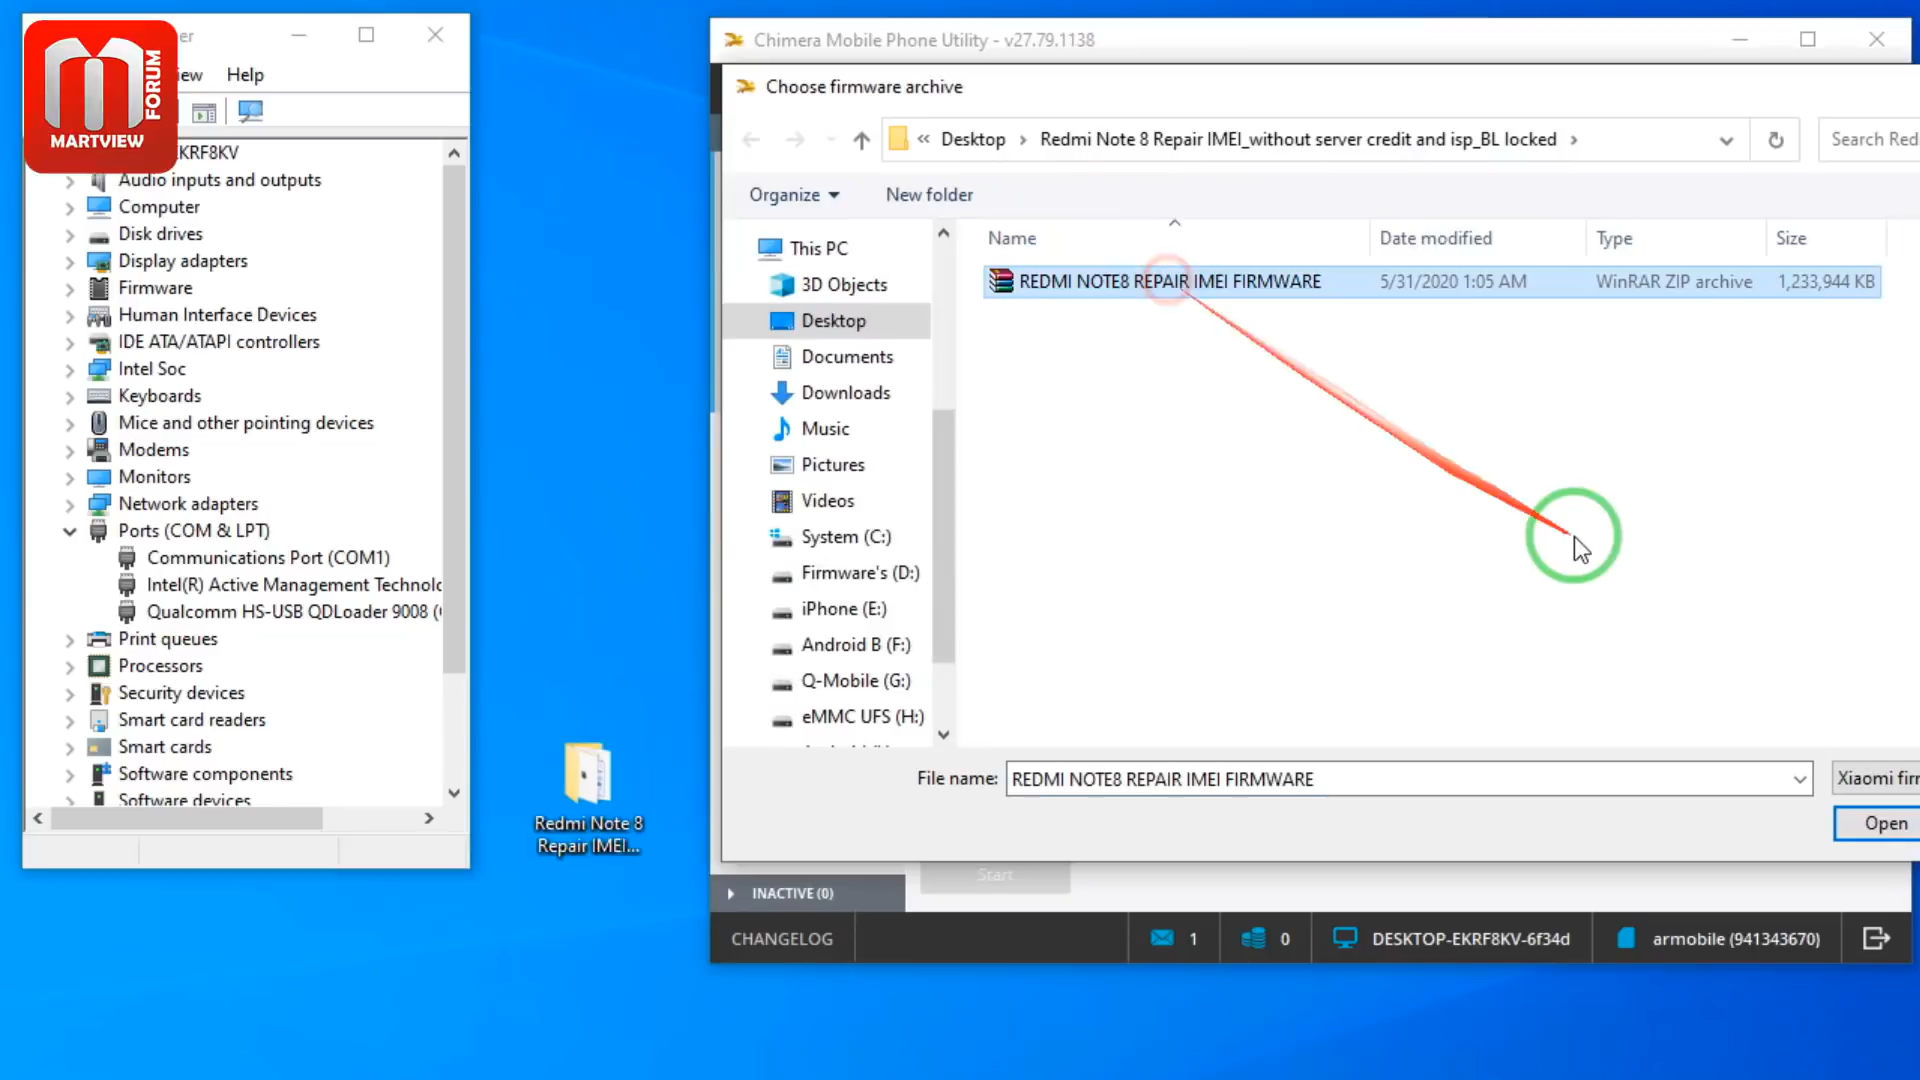 MARTVIEW
FORUM
er
iew
Help
KRF8KV
Audio inputs and outputs
Computer
Disk drives
Display adapters
Firmware
Human Interface Devices
IDE ATA/ATAPI controllers
Intel Soc
Keyboards
Mice and other pointing devices
Modems
Monitors
Network adapters
Ports (COM & LPT)
Communications Port (COM1)
Intel(R) Active Management Technolo
Qualcomm HS-USB QDLoader 9008 (
Print queues
Processors
Security devices
Smart card readers
Smart cards
Software components
Software devices
Redmi Note 8
Repair IMEI...
Chimera Mobile Phone Utility - v27.79.1138
Choose firmware archive
« Desktop › Redmi Note 8 Repair IMEI_without server credit and isp_BL locked ›
Search Red
Organize
New folder
This PC
3D Objects
Desktop
Documents
Downloads
Music
Pictures
Videos
System (C:)
Firmware's (D:)
iPhone (E:)
Android B (F:)
Q-Mobile (G:)
eMMC UFS (H:)
Name Date modified Type Size
REDMI NOTE8 REPAIR IMEI FIRMWARE 5/31/2020 1:05 AM WinRAR ZIP archive 1,233,944 KB
File name: REDMI NOTE8 REPAIR IMEI FIRMWARE
Xiaomi firm
Open
Start
INACTIVE (0)
CHANGELOG
1
0
DESKTOP-EKRF8KV-6f34d
armobile (941343670)